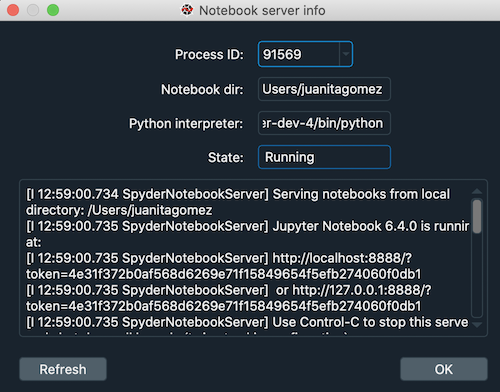 Notebook server info
Process ID: 91569
Notebook dir: Users/juanitagomez
Python interpreter: er-dev-4/bin/python
State: Running
[I 12:59:00.734 SpyderNotebookServer] Serving notebooks from local
directory: /Users/juanitagomez
[I 12:59:00.735 SpyderNotebookServer] Jupyter Notebook 6.4.0 is runnin
at:
[I 12:59:00.735 SpyderNotebookServer] http://localhost:8888/?
token=4e31f372b0af568d6269e71f15849654f5efb274060f0db1
[I 12:59:00.735 SpyderNotebookServer]  or http://127.0.0.1:8888/?
token=4e31f372b0af568d6269e71f15849654f5efb274060f0db1
[I 12:59:00.735 SpyderNotebookServer] Use Control-C to stop this serve
Refresh
OK